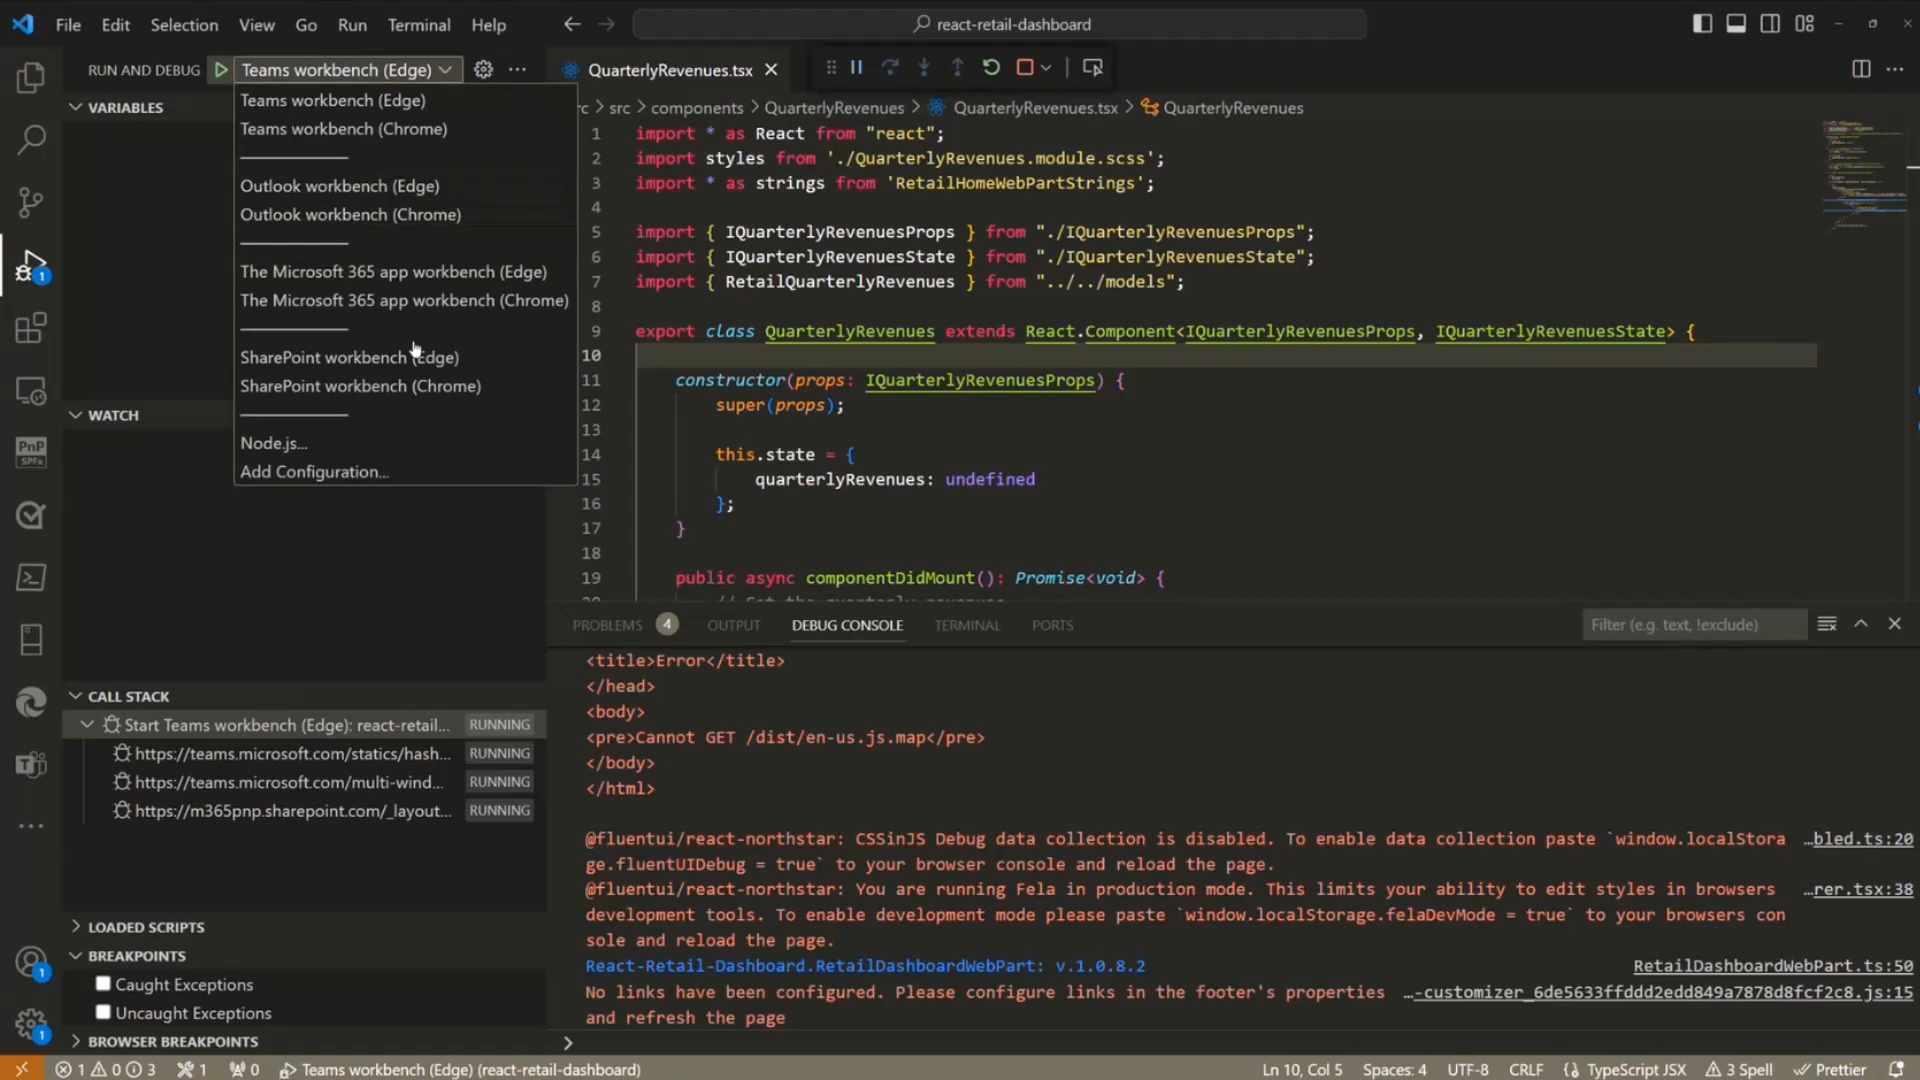 File Edit Selection View Go Run Terminal Help
react-retail-dashboard
RUN AND DEBUG
Teams workbench (Edge)
QuarterlyRevenues.tsx
VARIABLES
Teams workbench (Edge)
Teams workbench (Chrome)
Outlook workbench (Edge)
Outlook workbench (Chrome)
The Microsoft 365 app workbench (Edge)
The Microsoft 365 app workbench (Chrome)
SharePoint workbench (Edge)
SharePoint workbench (Chrome)
Node.js...
Add Configuration...
WATCH
PnP
SPFx
CALL STACK
Start Teams workbench (Edge): react-retail... RUNNING
https://teams.microsoft.com/statics/hash... RUNNING
https://teams.microsoft.com/multi-wind... RUNNING
https://m365pnp.sharepoint.com/_layout... RUNNING
LOADED SCRIPTS
BREAKPOINTS
Caught Exceptions
Uncaught Exceptions
BROWSER BREAKPOINTS
1
1
1
rc > src > components > QuarterlyRevenues > QuarterlyRevenues.tsx > QuarterlyRevenues
1 import * as React from "react";
2 import styles from './QuarterlyRevenues.module.scss';
3 import * as strings from 'RetailHomeWebPartStrings';
4
5 import { IQuarterlyRevenuesProps } from "./IQuarterlyRevenuesProps";
6 import { IQuarterlyRevenuesState } from "./IQuarterlyRevenuesState";
7 import { RetailQuarterlyRevenues } from "../../models";
8
9 export class QuarterlyRevenues extends React.Component<IQuarterlyRevenuesProps, IQuarterlyRevenuesState> {
10
11 constructor(props: IQuarterlyRevenuesProps) {
12 super(props);
13
14 this.state = {
15 quarterlyRevenues: undefined
16 };
17 }
18
19 public async componentDidMount(): Promise<void> {
PROBLEMS 4 OUTPUT DEBUG CONSOLE TERMINAL PORTS
Filter (e.g. text, !exclude)
<title>Error</title>
</head>
<body>
<pre>Cannot GET /dist/en-us.js.map</pre>
</body>
</html>
@fluentui/react-northstar: CSSinJS Debug data collection is disabled. To enable data collection paste `window.localStora …bled.ts:20
ge.fluentUIDebug = true` to your browser console and reload the page.
@fluentui/react-northstar: You are running Fela in production mode. This limits your ability to edit styles in browsers …rer.tsx:38
development tools. To enable development mode please paste `window.localStorage.felaDevMode = true` to your browsers con
sole and reload the page.
React-Retail-Dashboard.RetailDashboardWebPart: v.1.0.8.2 RetailDashboardWebPart.ts:50
No links have been configured. Please configure links in the footer's properties …-customizer_6de5633ffddd2edd849a7878d8fcf2c8.js:15
and refresh the page
1 0 3 1 0 Teams workbench (Edge) (react-retail-dashboard) Ln 10, Col 5 Spaces: 4 UTF-8 CRLF {} TypeScript JSX 3 Spell Prettier